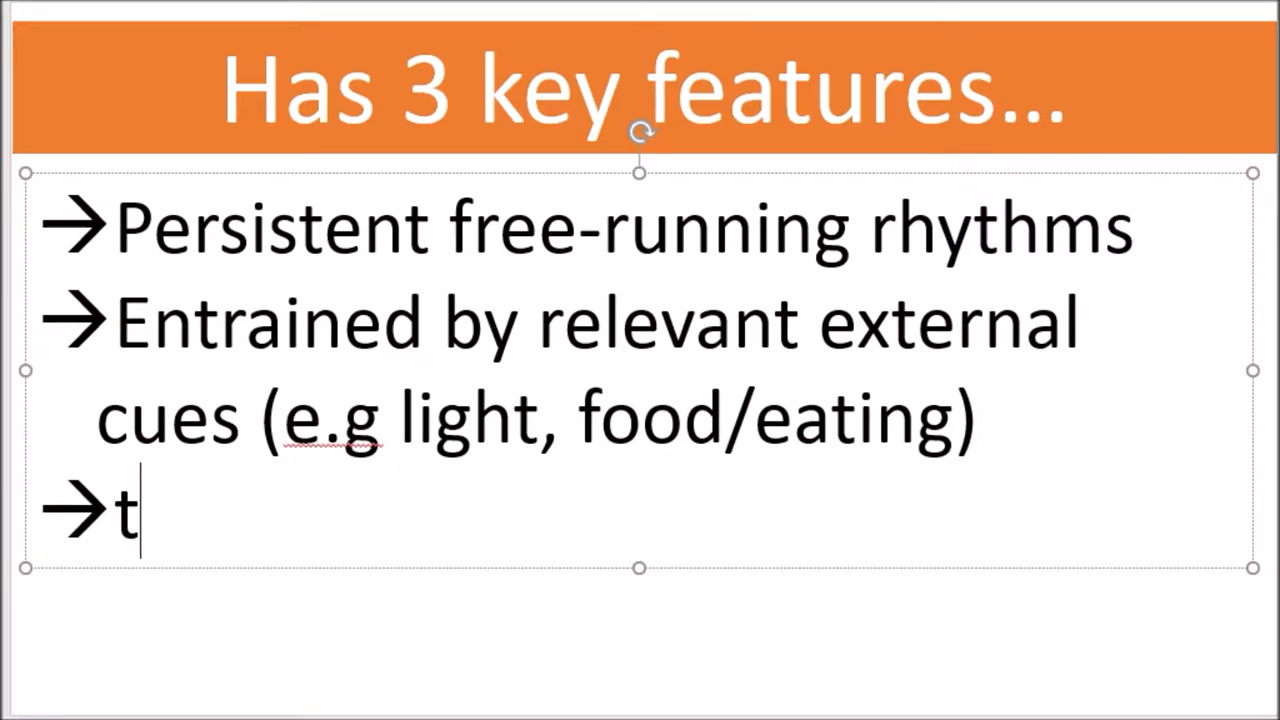 Has 3 key features...
→Persistent free-running rhythms
→Entrained by relevant external
cues (e.g light, food/eating)
→t